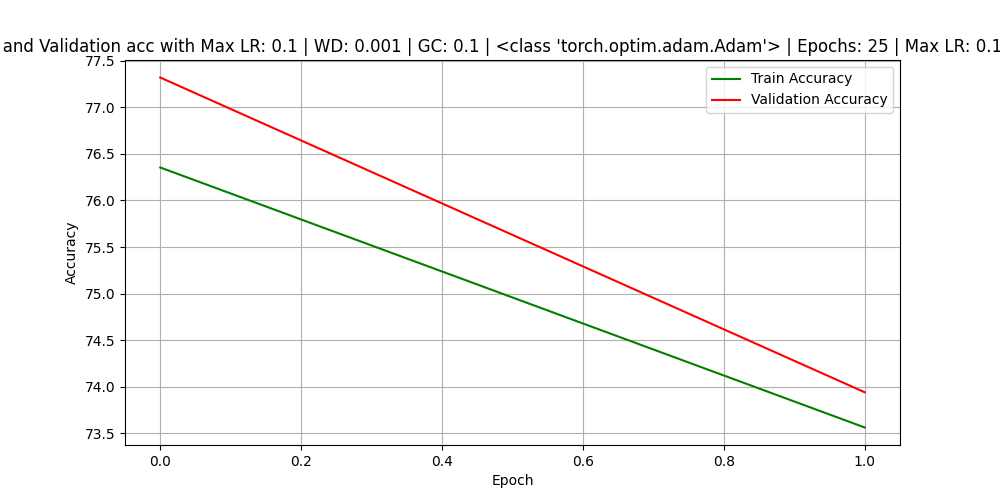 and Validation acc with Max LR: 0.1 | WD: 0.001 | GC: 0.1 | <class 'torch.optim.adam.Adam'> | Epochs: 25 | Max LR: 0.1
77.5
77.0
76.5
76.0
75.5
75.0
74.5
74.0
73.5
Accuracy
Train Accuracy
Validation Accuracy
0.0 0.2 0.4 0.6 0.8 1.0
Epoch